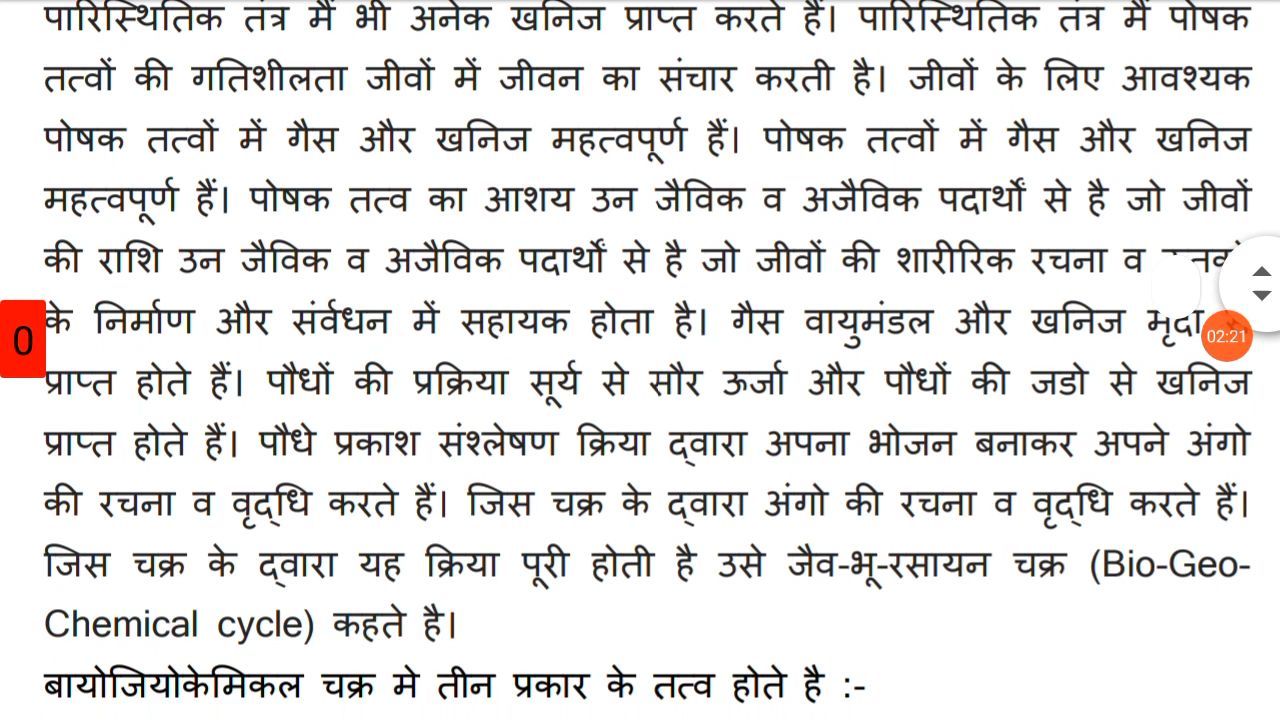 पारिस्थितिक तंत्र में भी अनेक खनिज प्राप्त करते हैं। पारिस्थितिक तंत्र में पोषक
तत्वों की गतिशीलता जीवों में जीवन का संचार करती है। जीवों के लिए आवश्यक
पोषक तत्वों में गैस और खनिज महत्वपूर्ण हैं। पोषक तत्वों में गैस और खनिज
महत्वपूर्ण हैं। पोषक तत्व का आशय उन जैविक व अजैविक पदार्थों से है जो जीवों
की राशि उन जैविक व अजैविक पदार्थों से है जो जीवों की शारीरिक रचना व
0
के निर्माण और संर्वधन में सहायक होता है। गैस वायुमंडल और खनिज मृदा
02:21
प्राप्त होते हैं। पौधों की प्रक्रिया सूर्य से सौर ऊर्जा और पौधों की जडो से खनिज
प्राप्त होते हैं। पौधे प्रकाश संश्लेषण क्रिया द्वारा अपना भोजन बनाकर अपने अंगो
की रचना व वृद्धि करते हैं। जिस चक्र के द्वारा अंगो की रचना व वृद्धि करते हैं।
जिस चक्र के द्वारा यह क्रिया पूरी होती है उसे जैव-भू-रसायन चक्र (Bio-Geo-
Chemical cycle) कहते है।
बायोजियोकेमिकल चक्र मे तीन प्रकार के तत्व होते है :-